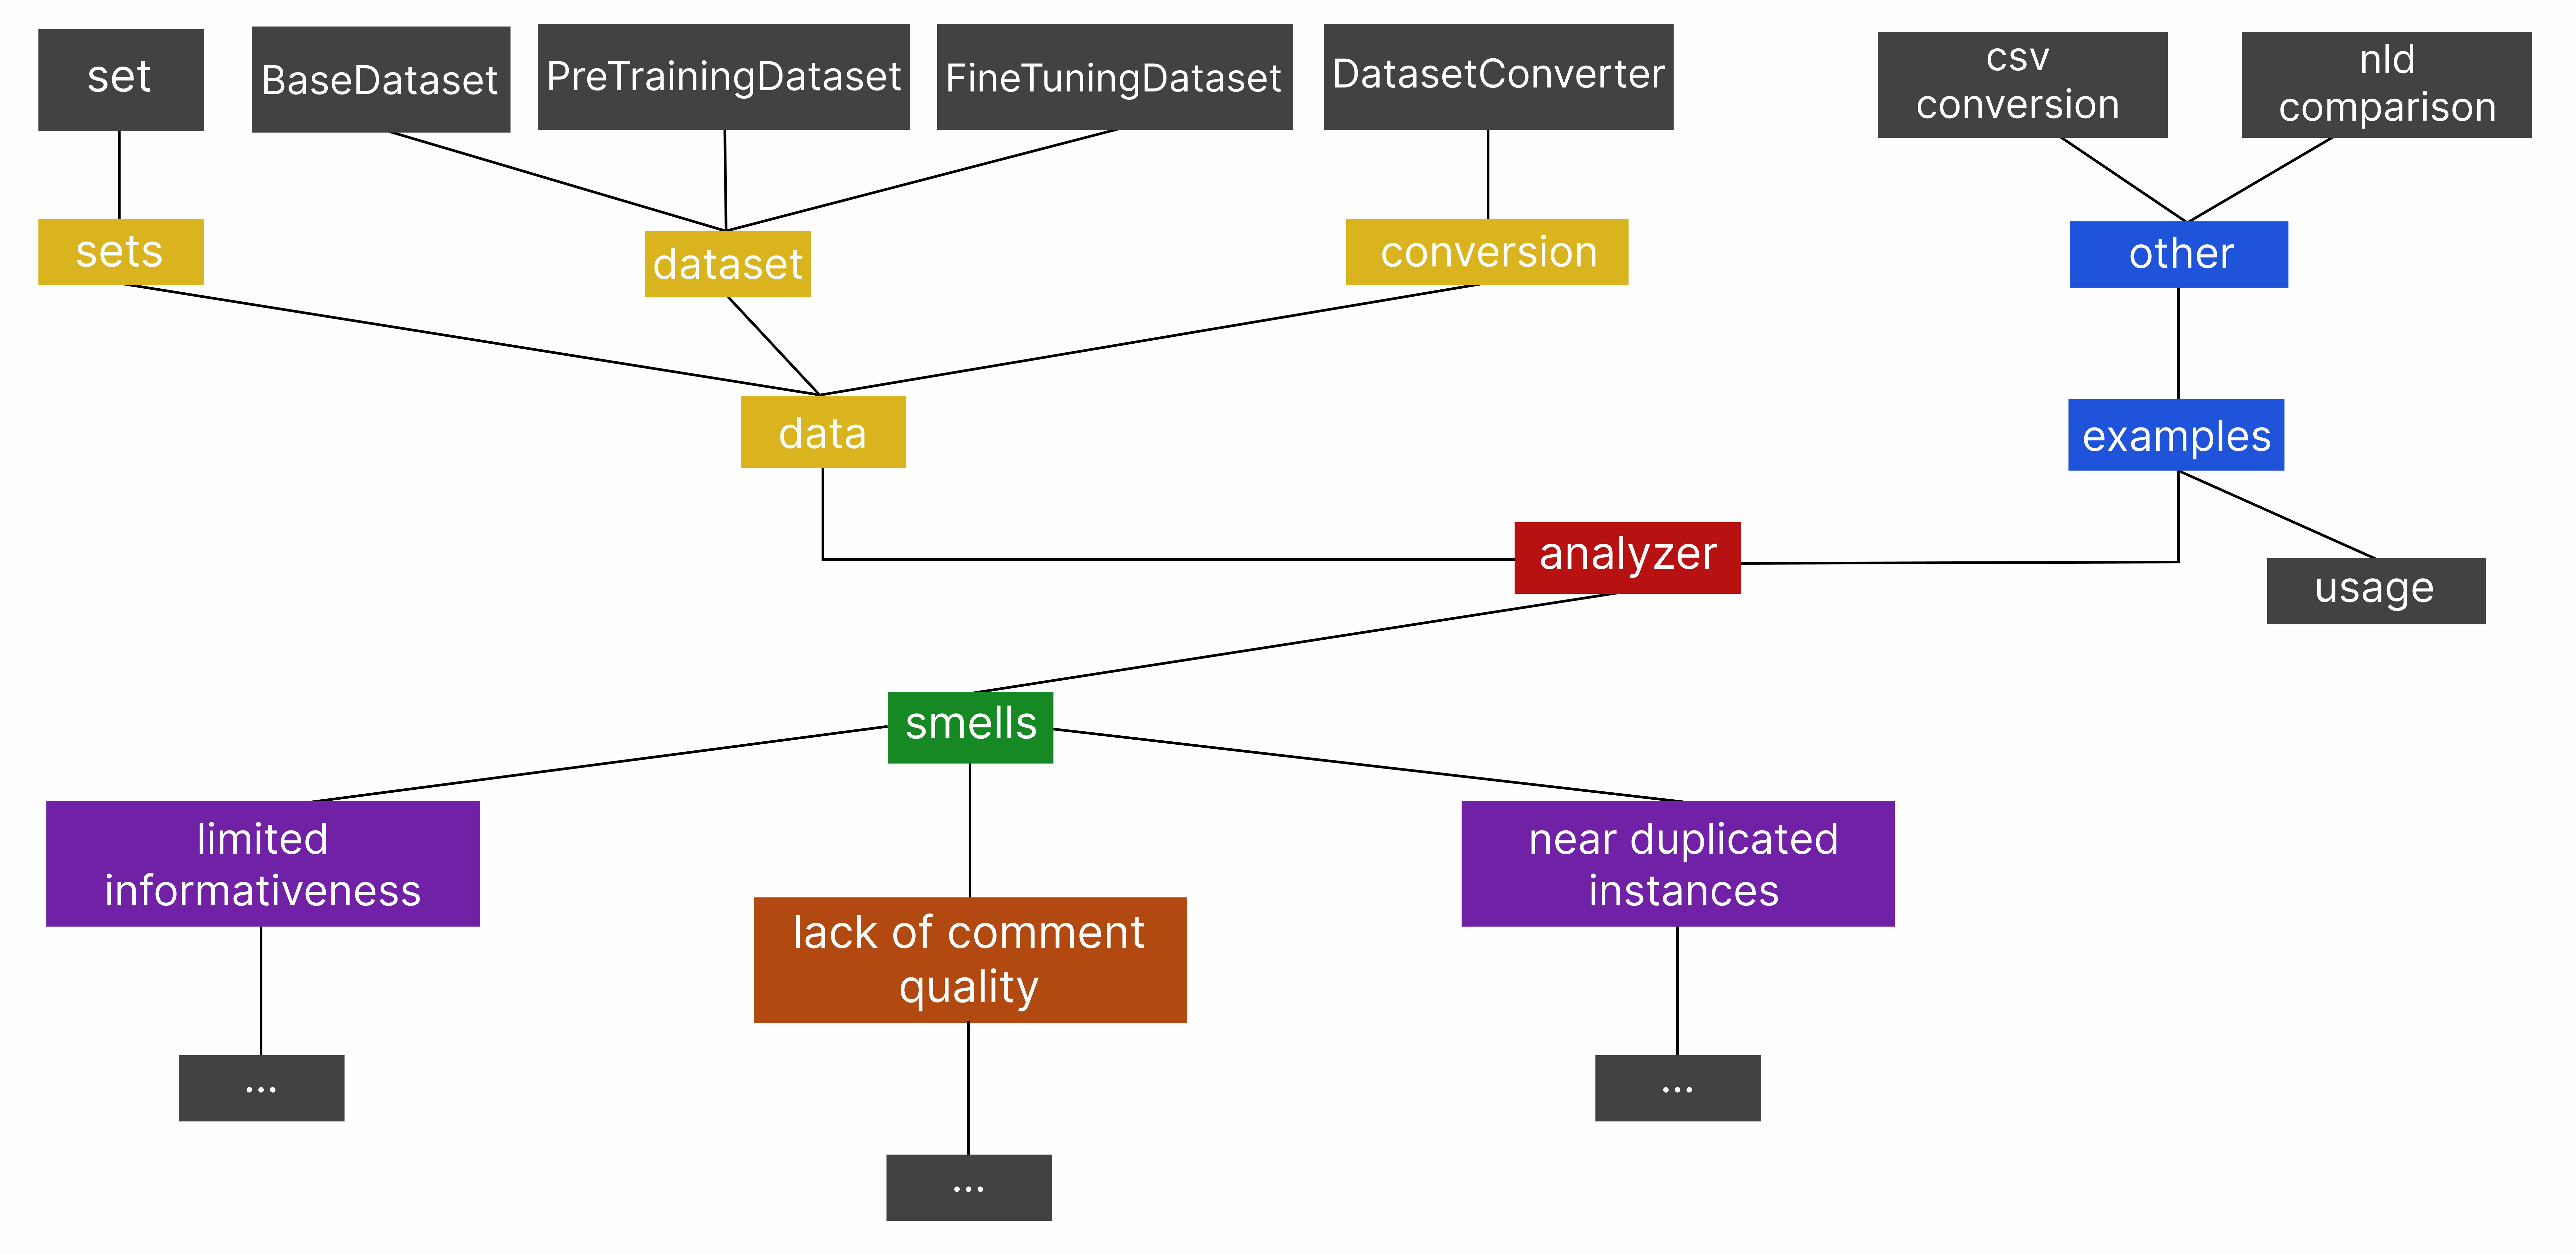 set
BaseDataset
PreTrainingDataset
FineTuningDataset
DatasetConverter
csv
conversion
nld
comparison
sets
dataset
conversion
other
data
examples
analyzer
usage
smells
limited
informativeness
lack of comment
quality
near duplicated
instances
...
...
...